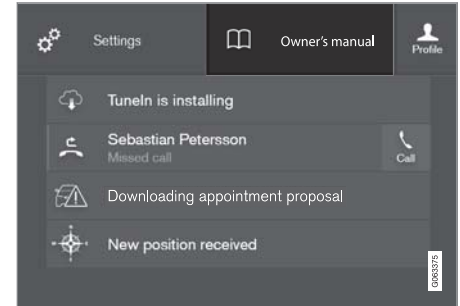 Settings
Owner's manual
Profile
TuneIn is installing
Sebastian Petersson
Missed call
Call
Downloading appointment proposal
New position received
G063375